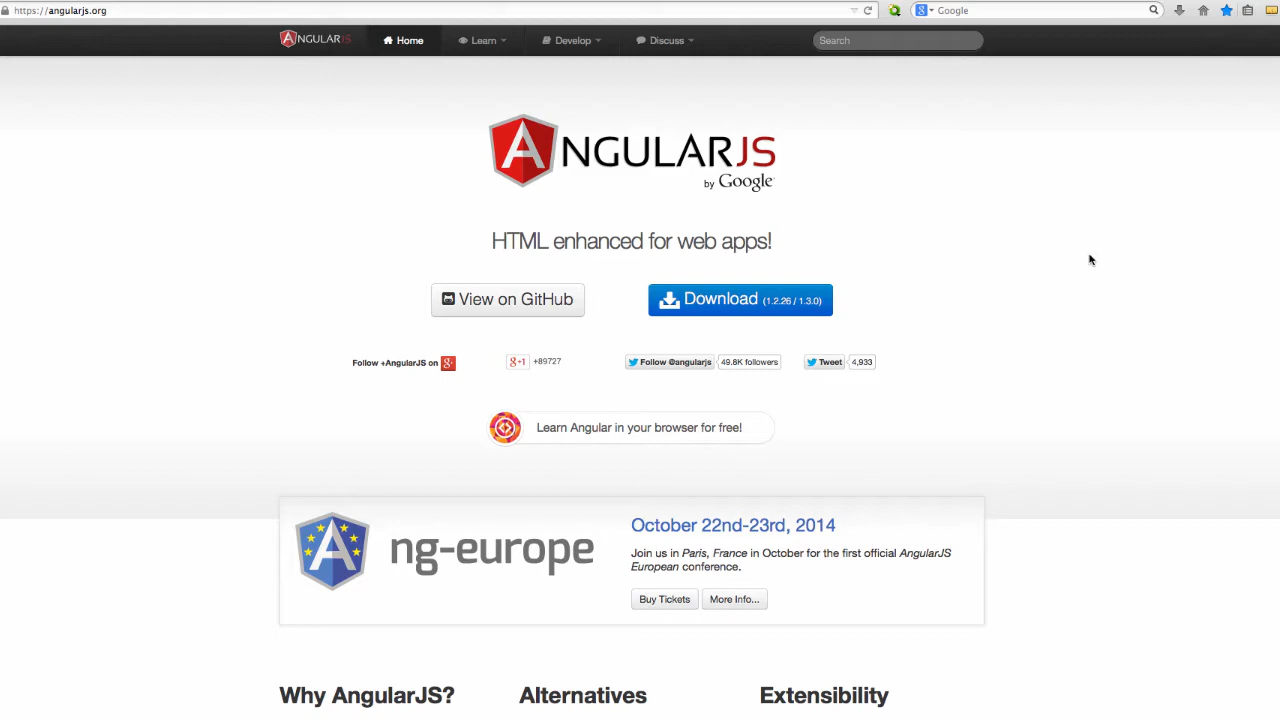 https://angularjs.org
Google
ANGULARJS
Home
Learn
Develop
Discuss
Search
ANGULARJS
by Google
HTML enhanced for web apps!
View on GitHub
Download (1.2.26 / 1.3.0)
Follow +AngularJS on
g+1 +89727
Follow @angularjs 49.8K followers
Tweet 4,933
Learn Angular in your browser for free!
ng-europe
October 22nd-23rd, 2014
Join us in Paris, France in October for the first official AngularJS
European conference.
Buy Tickets More Info...
Why AngularJS? Alternatives Extensibility